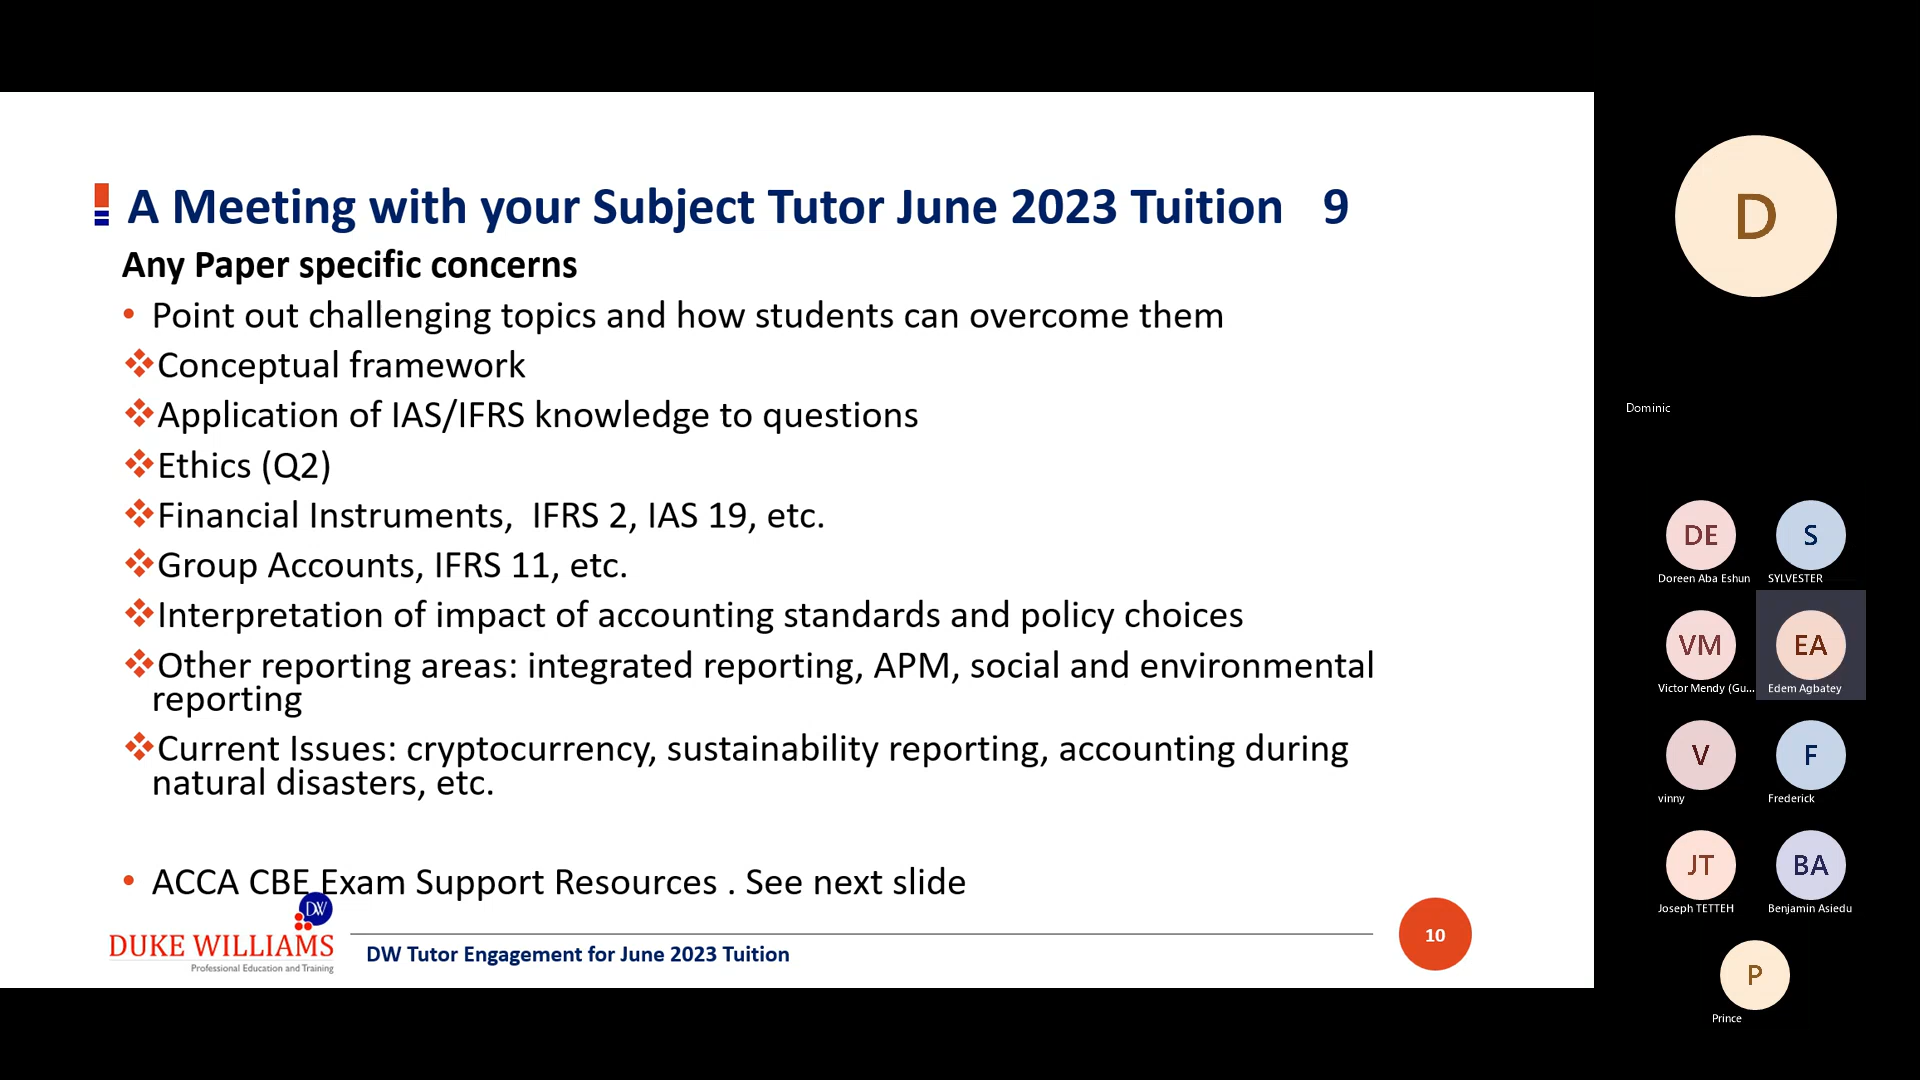 A Meeting with your Subject Tutor June 2023 Tuition 9
Any Paper specific concerns
• Point out challenging topics and how students can overcome them
❖Conceptual framework
❖Application of IAS/IFRS knowledge to questions
❖Ethics (Q2)
❖Financial Instruments, IFRS 2, IAS 19, etc.
❖Group Accounts, IFRS 11, etc.
❖Interpretation of impact of accounting standards and policy choices
❖Other reporting areas: integrated reporting, APM, social and environmental
reporting
❖Current Issues: cryptocurrency, sustainability reporting, accounting during
natural disasters, etc.
• ACCA CBE Exam Support Resources . See next slide
DW
DUKE WILLIAMS
Professional Education and Training
DW Tutor Engagement for June 2023 Tuition
10
D
Dominic
DE
S
Doreen Aba Eshun
SYLVESTER
VM
EA
Victor Mendy (Gu...
Edem Agbatey
V
F
vinny
Frederick
JT
BA
Joseph TETTEH
Benjamin Asiedu
P
Prince